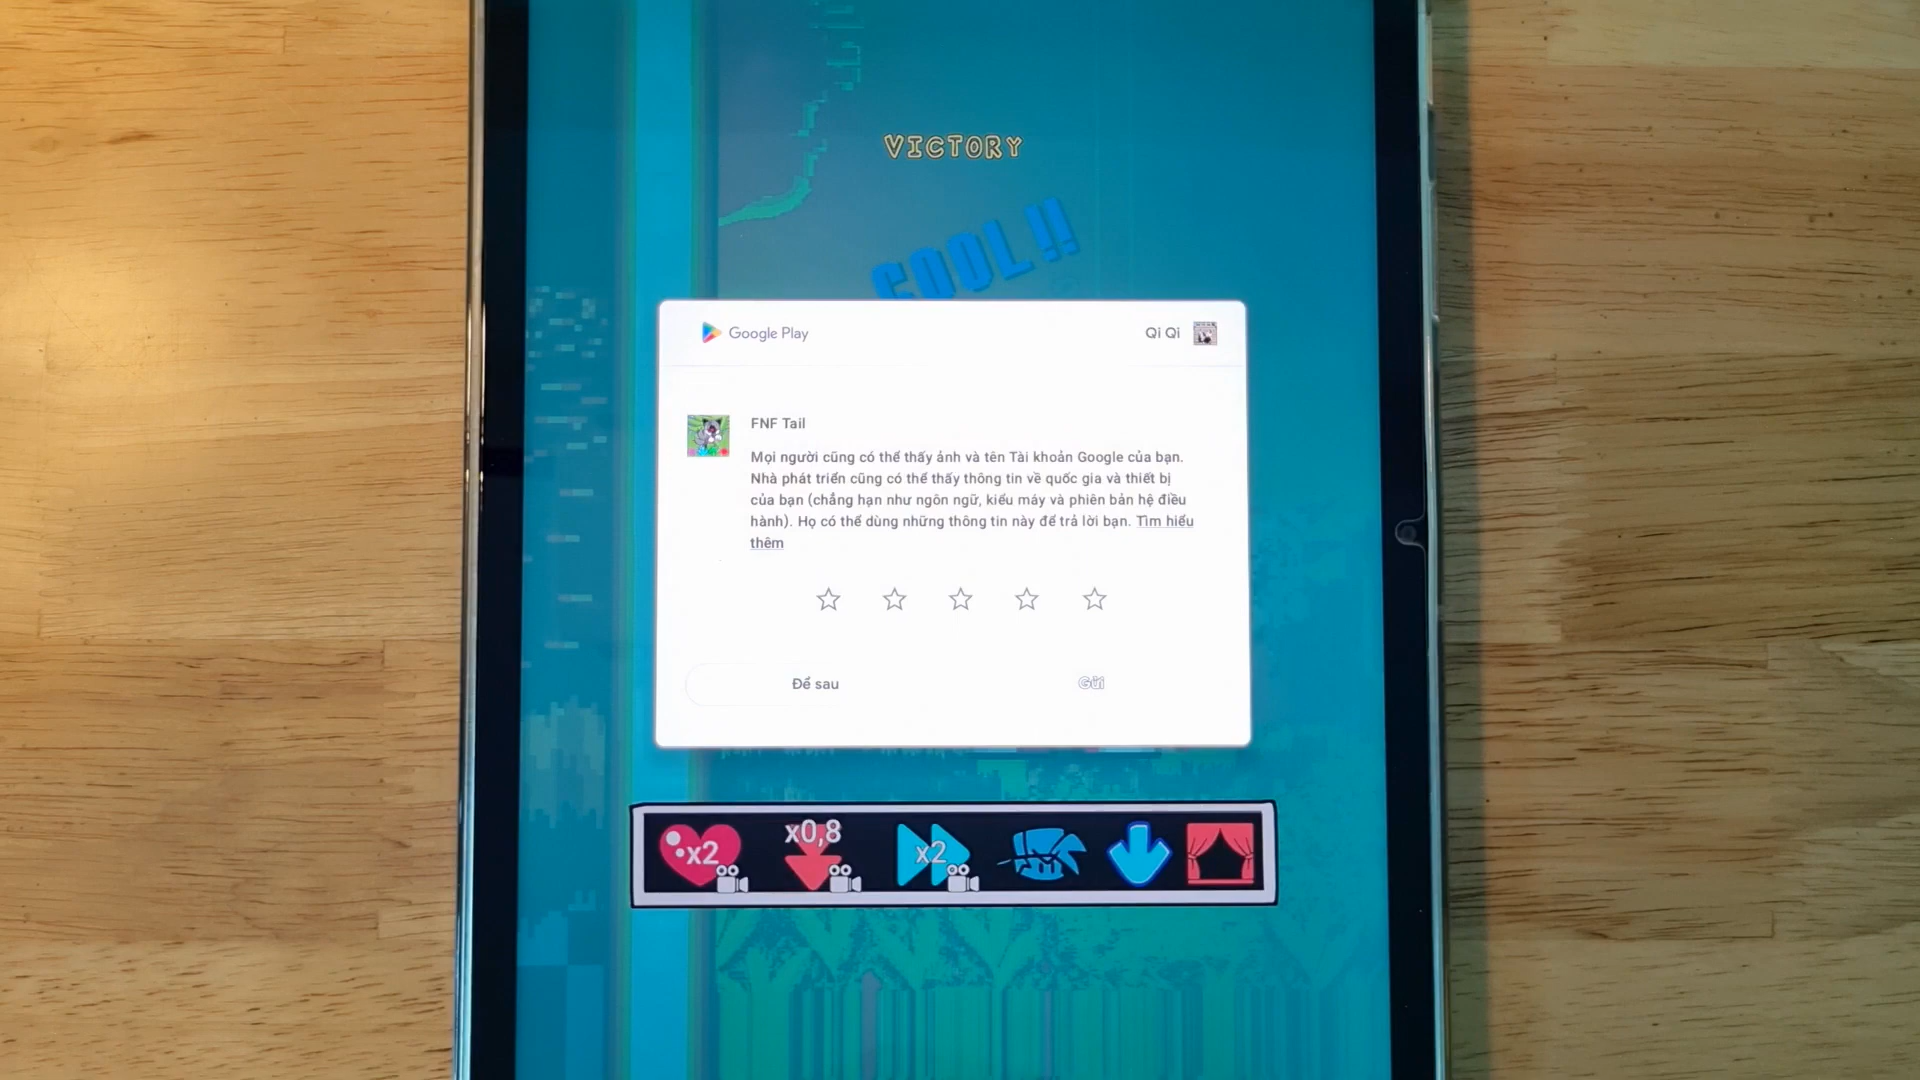 VICTORY
COOL!!
Google Play
Qi Qi
FNF Tail
Mọi người cũng có thể thấy ảnh và tên Tài khoản Google của bạn.
Nhà phát triển cũng có thể thấy thông tin về quốc gia và thiết bị
của bạn (chẳng hạn như ngôn ngữ, kiểu máy và phiên bản hệ điều
hành). Họ có thể dùng những thông tin này để trả lời bạn. Tìm hiểu
thêm
Để sau
Gửi
x2
x0,8
x2